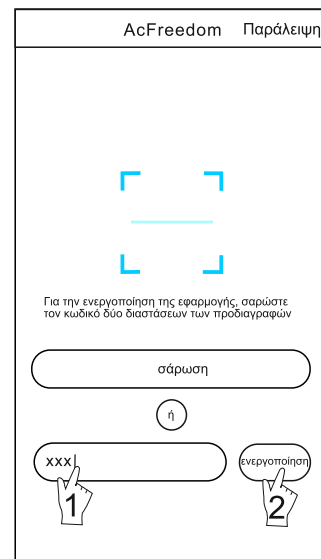 AcFreedom Παράλειψη
Για την ενεργοποίηση της εφαρμογής, σαρώστε
τον κωδικό δύο διαστάσεων των προδιαγραφών
σάρωση
ή
xxx ενεργοποίηση
1 2